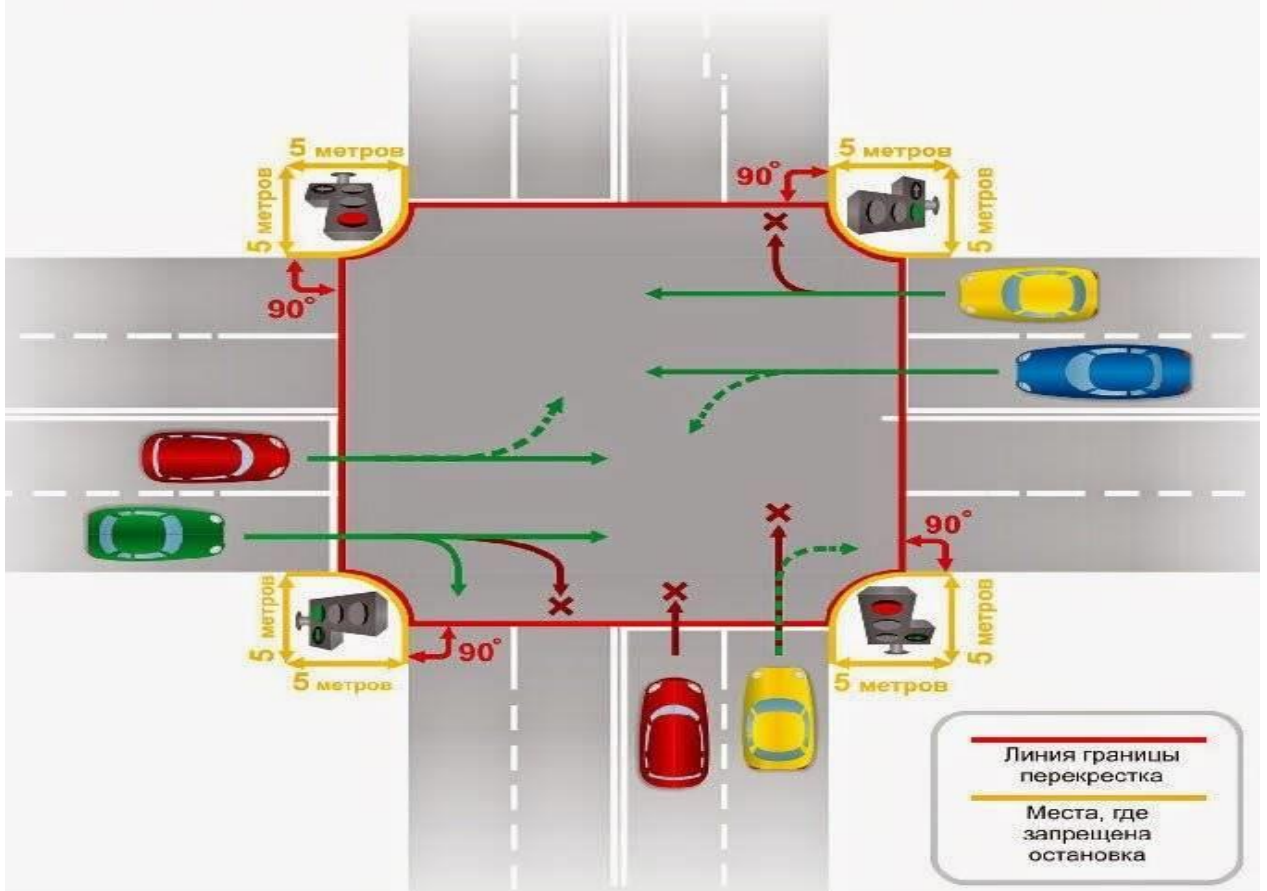 5 метров
5 метров
90°
5 метров
5 метров
90°
5 метров
5 метров
90°
5 метров
5 метров
90°
Линия границы
перекрестка
Места, где
запрещена
остановка